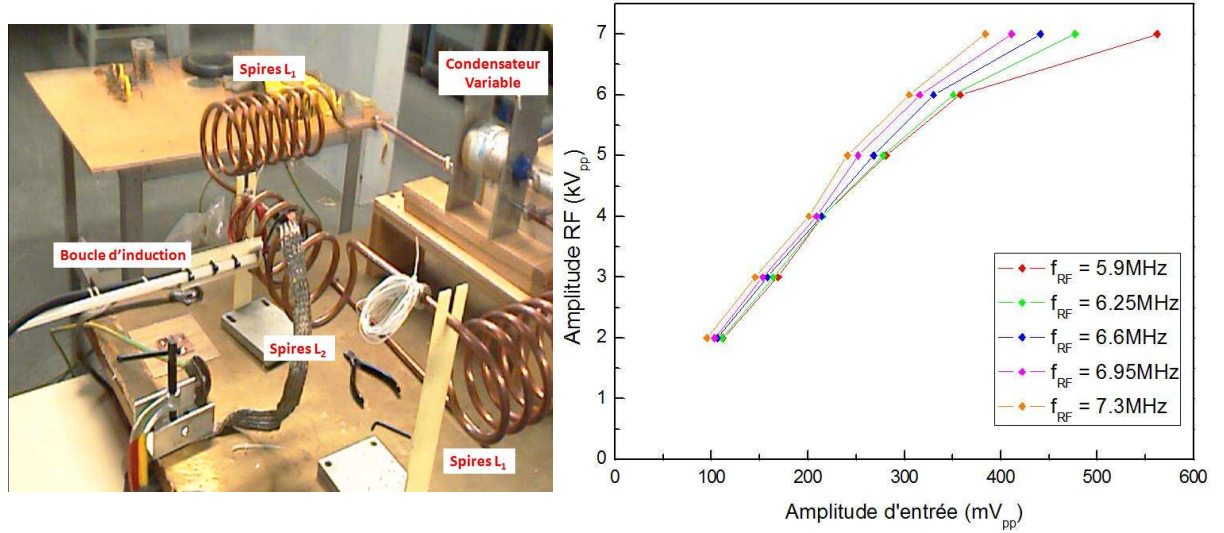 Spires L1
Condensateur
Variable
Boucle d'induction
Spires L2
Spires L1
Amplitude RF (kVpp)
7
6
5
4
3
2
1
0
0 100 200 300 400 500 600
Amplitude d'entrée (mVpp)
fRF = 5.9MHz
fRF = 6.25MHz
fRF = 6.6MHz
fRF = 6.95MHz
fRF = 7.3MHz